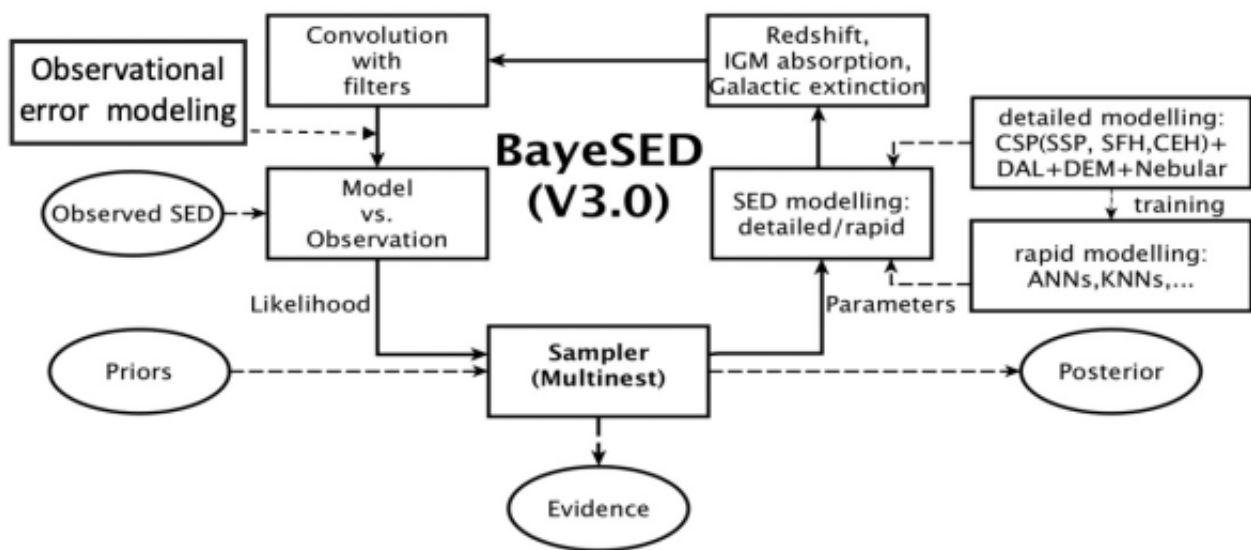 Observational
error modeling
Convolution
with
filters
Redshift,
IGM absorption,
Galactic extinction
detailed modelling:
CSP(SSP, SFH,CEH)+
DAL+DEM+Nebular
BayeSED
(V3.0)
Observed SED
Model
vs.
Observation
SED modelling:
detailed/rapid
training
rapid modelling:
ANNs,KNNs,...
Likelihood
Parameters
Priors
Sampler
(Multinest)
Posterior
Evidence